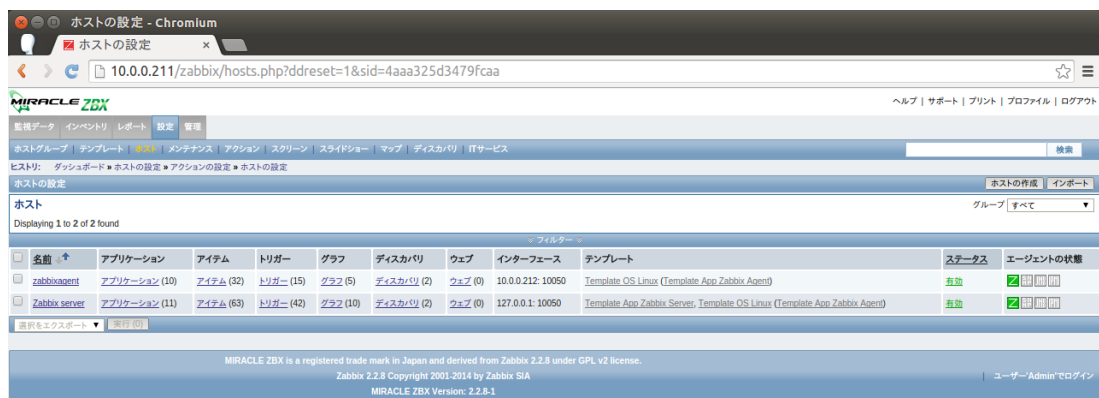 ホストの設定 - Chromium
ホストの設定 ×
10.0.0.211/zabbix/hosts.php?ddreset=1&sid=4aaa325d3479fcaa
MIRACLE ZBX ヘルプ | サポート | プリント | プロファイル | ログアウト
監視データ インベントリ レポート 設定 管理
ホストグループ | テンプレート | ホスト | メンテナンス | アクション | スクリーン | スライドショー | マップ | ディスカバリ | ITサービス 検索
ヒストリ: ダッシュボード » ホストの設定 » アクションの設定 » ホストの設定
ホストの設定 ホストの作成 インポート
ホスト グループ すべて
Displaying 1 to 2 of 2 found
フィルター
名前 アプリケーション アイテム トリガー グラフ ディスカバリ ウェブ インターフェース テンプレート ステータス エージェントの状態
zabbixagent アプリケーション (10) アイテム (32) トリガー (15) グラフ (5) ディスカバリ (2) ウェブ (0) 10.0.0.212: 10050 Template OS Linux (Template App Zabbix Agent) 有効 Z
Zabbix server アプリケーション (11) アイテム (63) トリガー (42) グラフ (10) ディスカバリ (2) ウェブ (0) 127.0.0.1: 10050 Template App Zabbix Server, Template OS Linux (Template App Zabbix Agent) 有効 Z
選択をエクスポート 実行 (0)
MIRACLE ZBX is a registered trade mark in Japan and derived from Zabbix 2.2.8 under GPL v2 license.
Zabbix 2.2.8 Copyright 2001-2014 by Zabbix SIA | ユーザー'Admin'でログイン
MIRACLE ZBX Version: 2.2.8-1